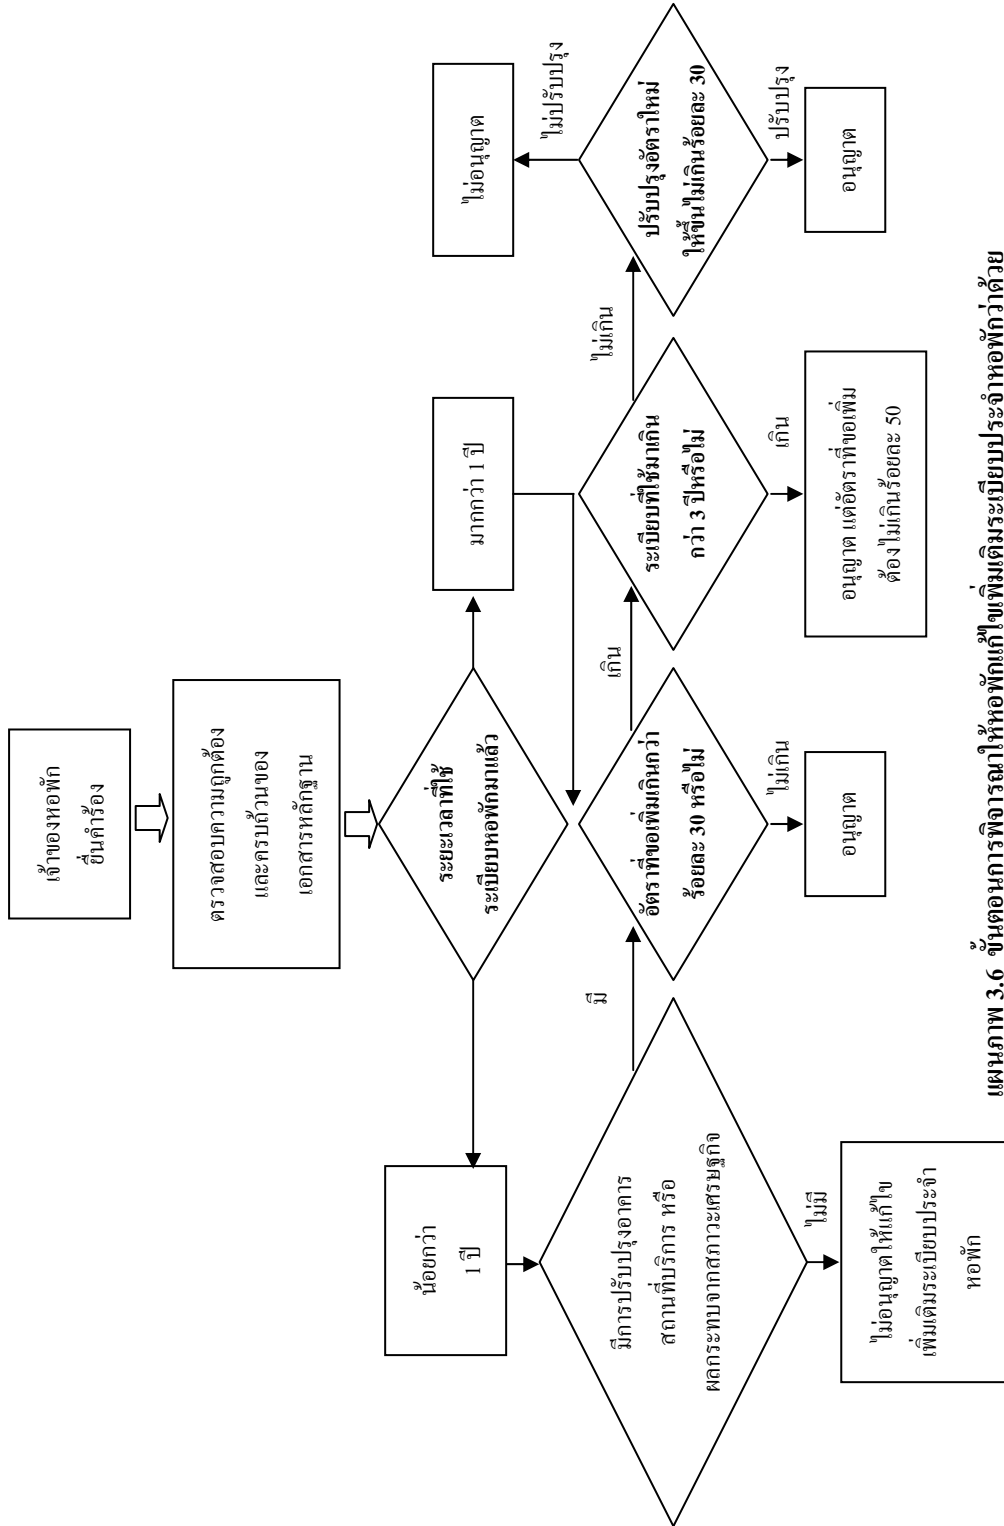 เจ้าของหอพัก
ยื่นคำร้อง
ตรวจสอบความถูกต้อง
และครบถ้วนของ
เอกสารหลักฐาน
ระยะเวลาที่ใช้
ระเบียบหอพักมาแล้ว
น้อยกว่า
1 ปี
มากกว่า 1 ปี
ไม่อนุญาต
มีการปรับปรุงอาคาร
สถานที่บริการ หรือ
ผลกระทบจากสภาวะเศรษฐกิจ
มี
อัตราที่ขอเพิ่มเกินกว่า
ร้อยละ 30 หรือไม่
เกิน
ระเบียบที่ใช้มาเกิน
กว่า 3 ปีหรือไม่
ไม่เกิน
ปรับปรุงอัตราใหม่
ให้ขึ้นไม่เกินร้อยละ 30
ไม่ปรับปรุง
ไม่มี
ไม่เกิน
เกิน
ปรับปรุง
ไม่อนุญาตให้แก้ไข
เพิ่มเติมระเบียบประจำ
หอพัก
อนุญาต
อนุญาต แต่อัตราที่ขอเพิ่ม
ต้องไม่เกินร้อยละ 50
อนุญาต
แผนภาพ 3.6 ขั้นตอนการพิจารณาให้หอพักแก้ไขเพิ่มเติมระเบียบประจำหอพักว่าด้วย